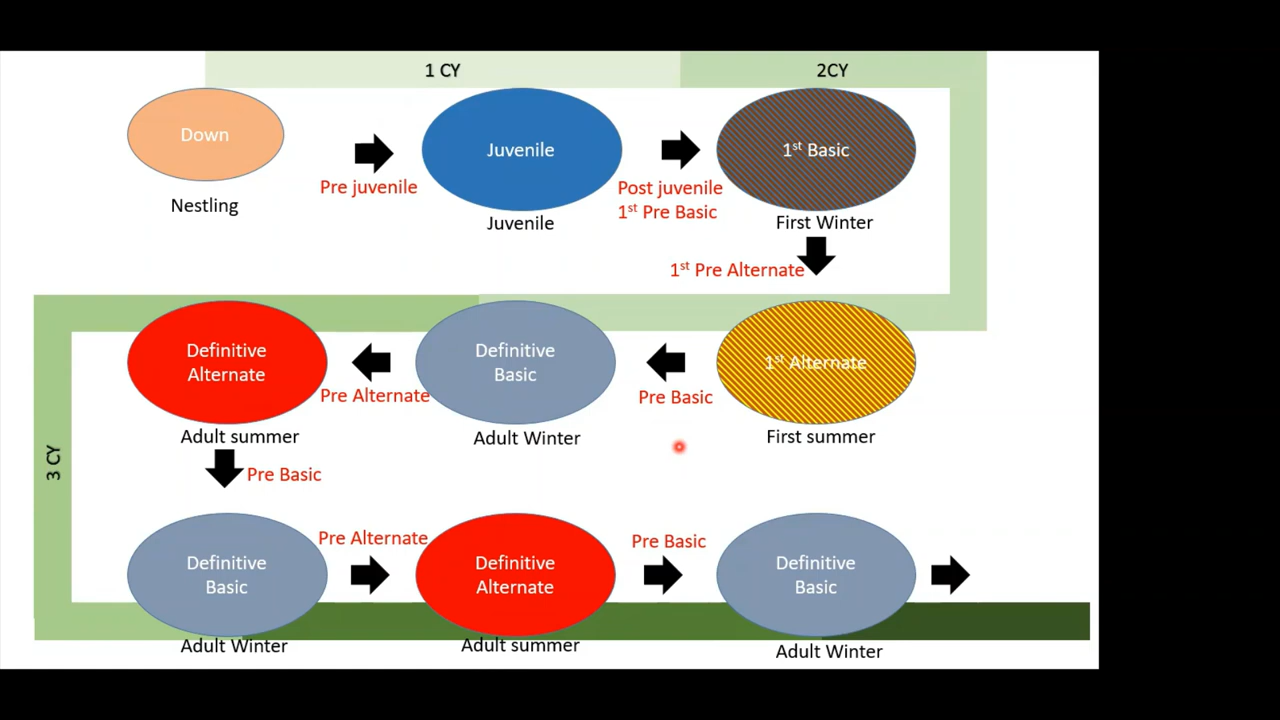 1 CY
2CY
Down
Juvenile
1st Basic
Pre juvenile
Post juvenile
1st Pre Basic
Nestling
Juvenile
First Winter
1st Pre Alternate
Definitive
Alternate
Definitive
Basic
1st Alternate
Pre Alternate
Pre Basic
Adult summer
Adult Winter
First summer
3 CY
Pre Basic
Pre Alternate
Pre Basic
Definitive
Basic
Definitive
Alternate
Definitive
Basic
Adult Winter
Adult summer
Adult Winter